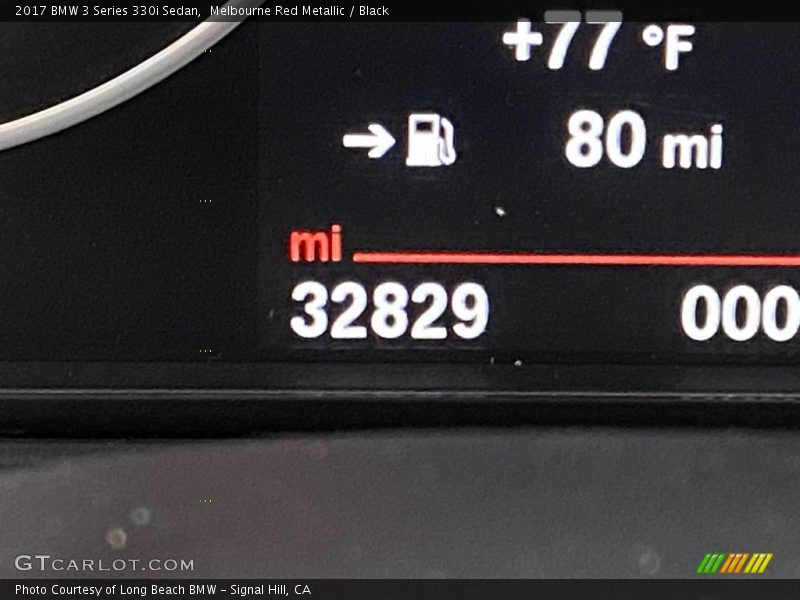 2017 BMW 3 Series 330i Sedan, Melbourne Red Metallic / Black
+77 °F
80 mi
mi
32829 000
GTCARLOT.COM
Photo Courtesy of Long Beach BMW - Signal Hill, CA